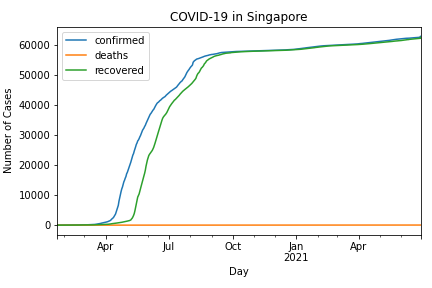 COVID-19 in Singapore
confirmed
deaths
recovered
Number of Cases
60000
50000
40000
30000
20000
10000
0
Apr
Jul
Oct
Jan
2021
Apr
Day